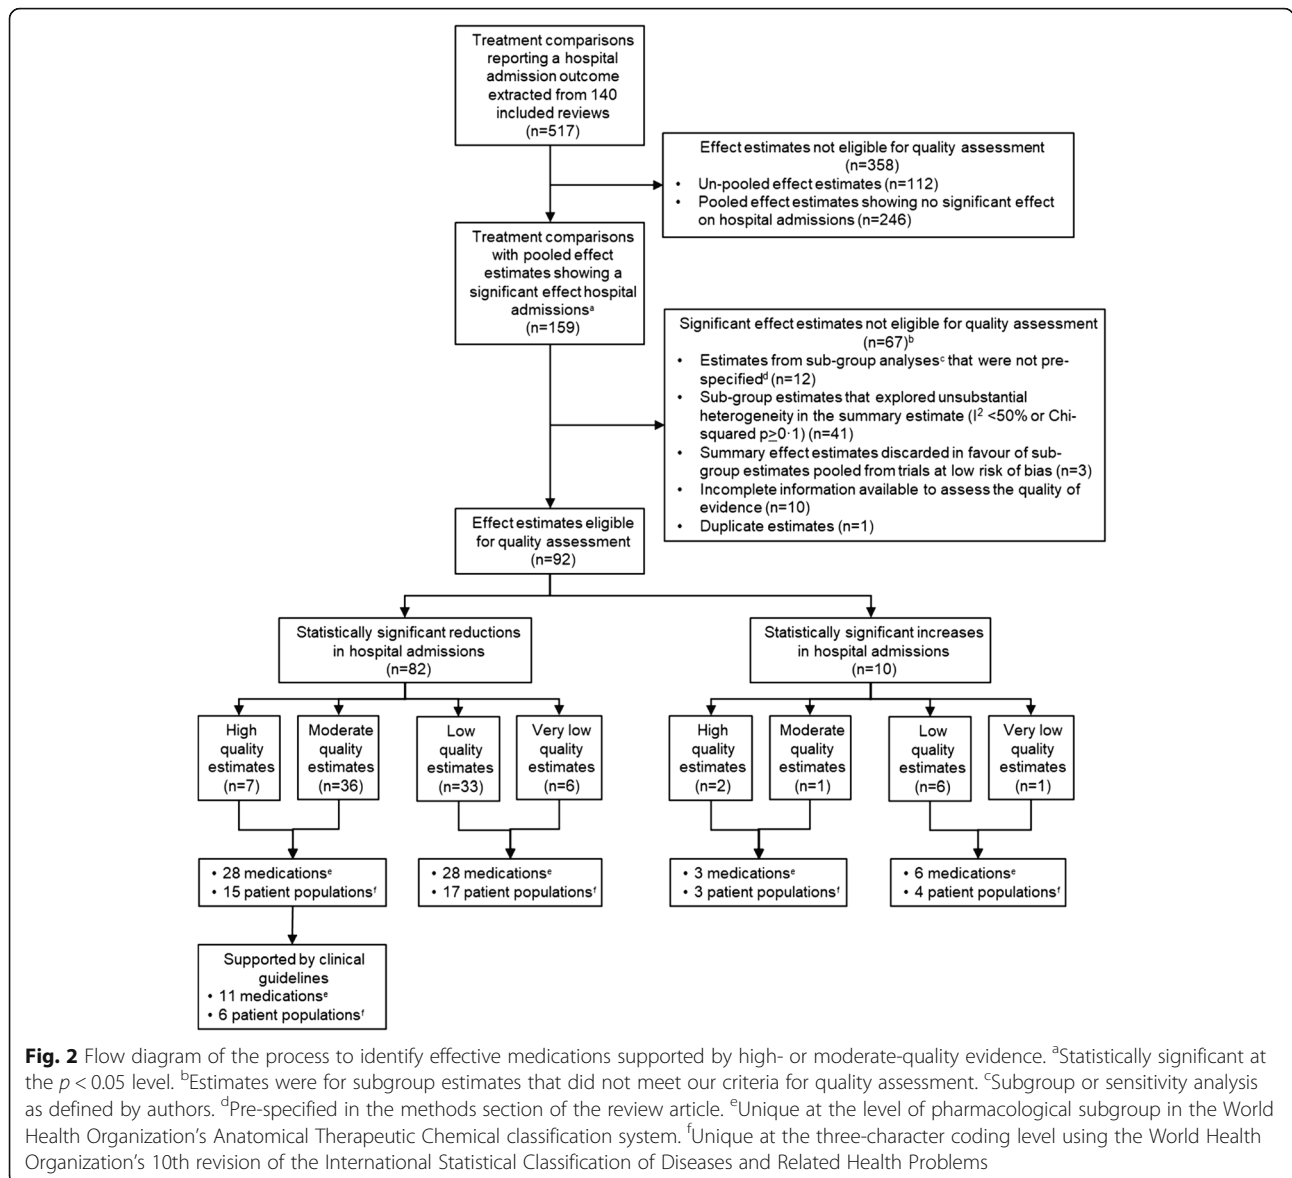 Treatment comparisons
reporting a hospital
admission outcome
extracted from 140
included reviews
(n=517)
Effect estimates not eligible for quality assessment
(n=358)
• Un-pooled effect estimates (n=112)
• Pooled effect estimates showing no significant effect
on hospital admissions (n=246)
Treatment comparisons
with pooled effect
estimates showing a
significant effect hospital
admissionsᵃ
(n=159)
Significant effect estimates not eligible for quality assessment
(n=67)ᵇ
• Estimates from sub-group analysesᶜ that were not pre-
specifiedᵈ (n=12)
• Sub-group estimates that explored unsubstantial
heterogeneity in the summary estimate (I² <50% or Chi-
squared p≥0·1) (n=41)
• Summary effect estimates discarded in favour of sub-
group estimates pooled from trials at low risk of bias (n=3)
• Incomplete information available to assess the quality of
evidence (n=10)
• Duplicate estimates (n=1)
Effect estimates eligible
for quality assessment
(n=92)
Statistically significant reductions
in hospital admissions
(n=82)
Statistically significant increases
in hospital admissions
(n=10)
High
quality
estimates
(n=7)
Moderate
quality
estimates
(n=36)
Low
quality
estimates
(n=33)
Very low
quality
estimates
(n=6)
High
quality
estimates
(n=2)
Moderate
quality
estimates
(n=1)
Low
quality
estimates
(n=6)
Very low
quality
estimates
(n=1)
• 28 medicationsᵉ
• 15 patient populationsᶠ
• 28 medicationsᵉ
• 17 patient populationsᶠ
• 3 medicationsᵉ
• 3 patient populationsᶠ
• 6 medicationsᵉ
• 4 patient populationsᶠ
Supported by clinical
guidelines
• 11 medicationsᵉ
• 6 patient populationsᶠ
Fig. 2 Flow diagram of the process to identify effective medications supported by high- or moderate-quality evidence. ᵃStatistically significant at
the p < 0.05 level. ᵇEstimates were for subgroup estimates that did not meet our criteria for quality assessment. ᶜSubgroup or sensitivity analysis
as defined by authors. ᵈPre-specified in the methods section of the review article. ᵉUnique at the level of pharmacological subgroup in the World
Health Organization's Anatomical Therapeutic Chemical classification system. ᶠUnique at the three-character coding level using the World Health
Organization's 10th revision of the International Statistical Classification of Diseases and Related Health Problems